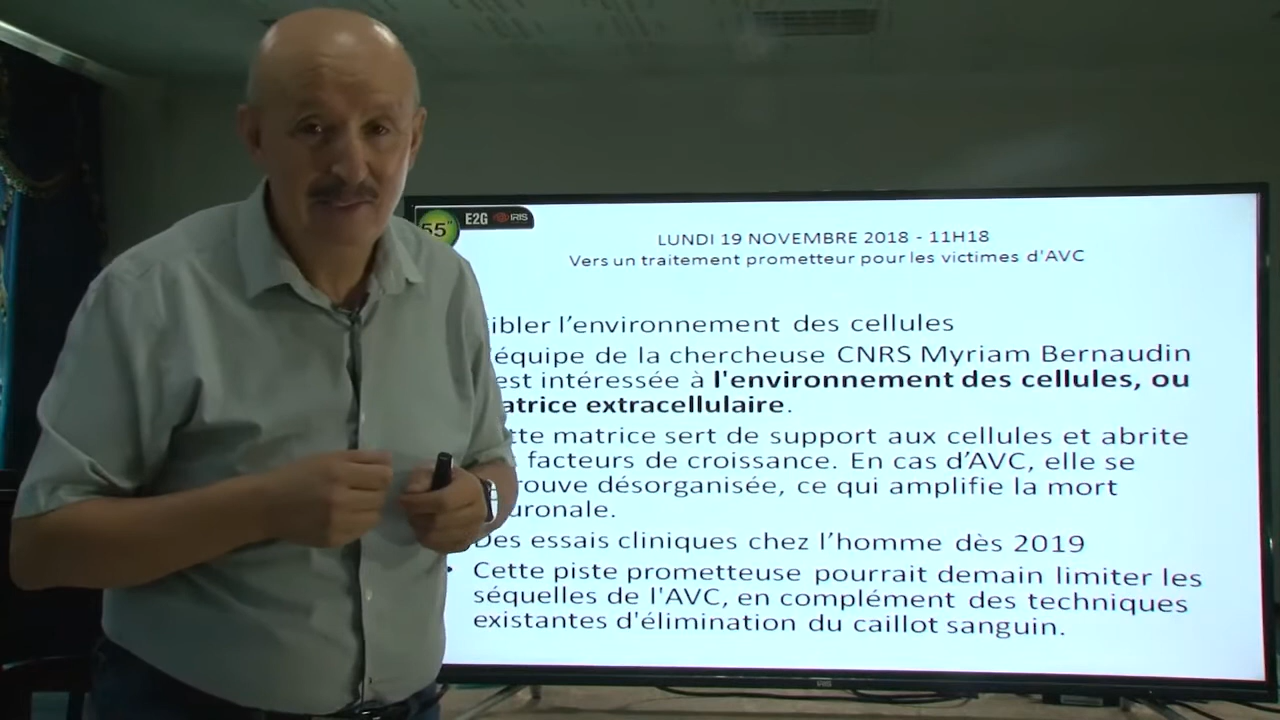 55"
E2G IRIS
LUNDI 19 NOVEMBRE 2018 - 11H18
Vers un traitement prometteur pour les victimes d'AVC
ibler l’environnement des cellules
équipe de la chercheuse CNRS Myriam Bernaudin
est intéressée à l'environnement des cellules, ou
atrice extracellulaire.
tte matrice sert de support aux cellules et abrite
facteurs de croissance. En cas d’AVC, elle se
rouve désorganisée, ce qui amplifie la mort
uronale.
Des essais cliniques chez l’homme dès 2019
• Cette piste prometteuse pourrait demain limiter les
séquelles de l'AVC, en complément des techniques
existantes d'élimination du caillot sanguin.
IRIS